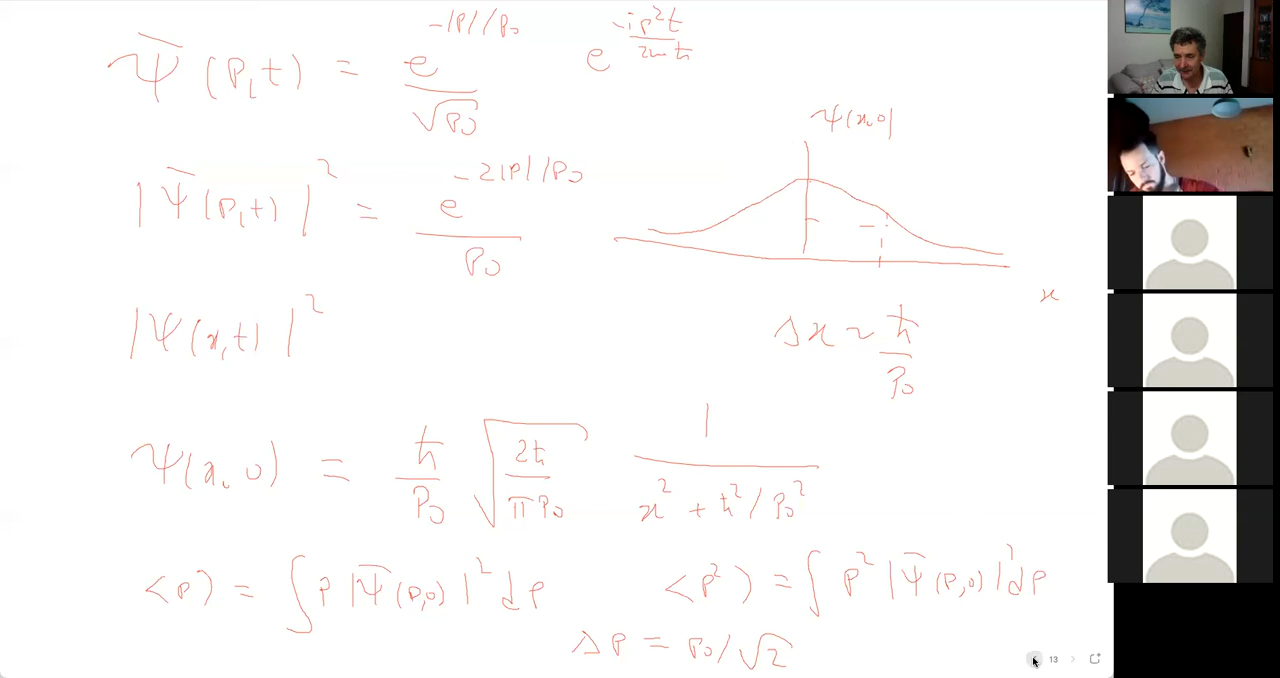 Ψ̅(p,t) = e^{-|p|/p₀} / √p₀ e^{-ip²t / 2mħ}
ψ(x,0)
|Ψ̅(p,t)|² = e^{-2|p|/p₀} / p₀
x
|Ψ(x,t)|²
Δx ~ ħ / p₀
Ψ(x,0) = ħ / p₀ √(2ħ / πp₀) 1 / (x² + ħ²/p₀²)
<p> = ∫ p |Ψ̅(p,0)|² dp
<p²> = ∫ p² |Ψ̅(p,0)|² dp
Δp = p₀/√2
13